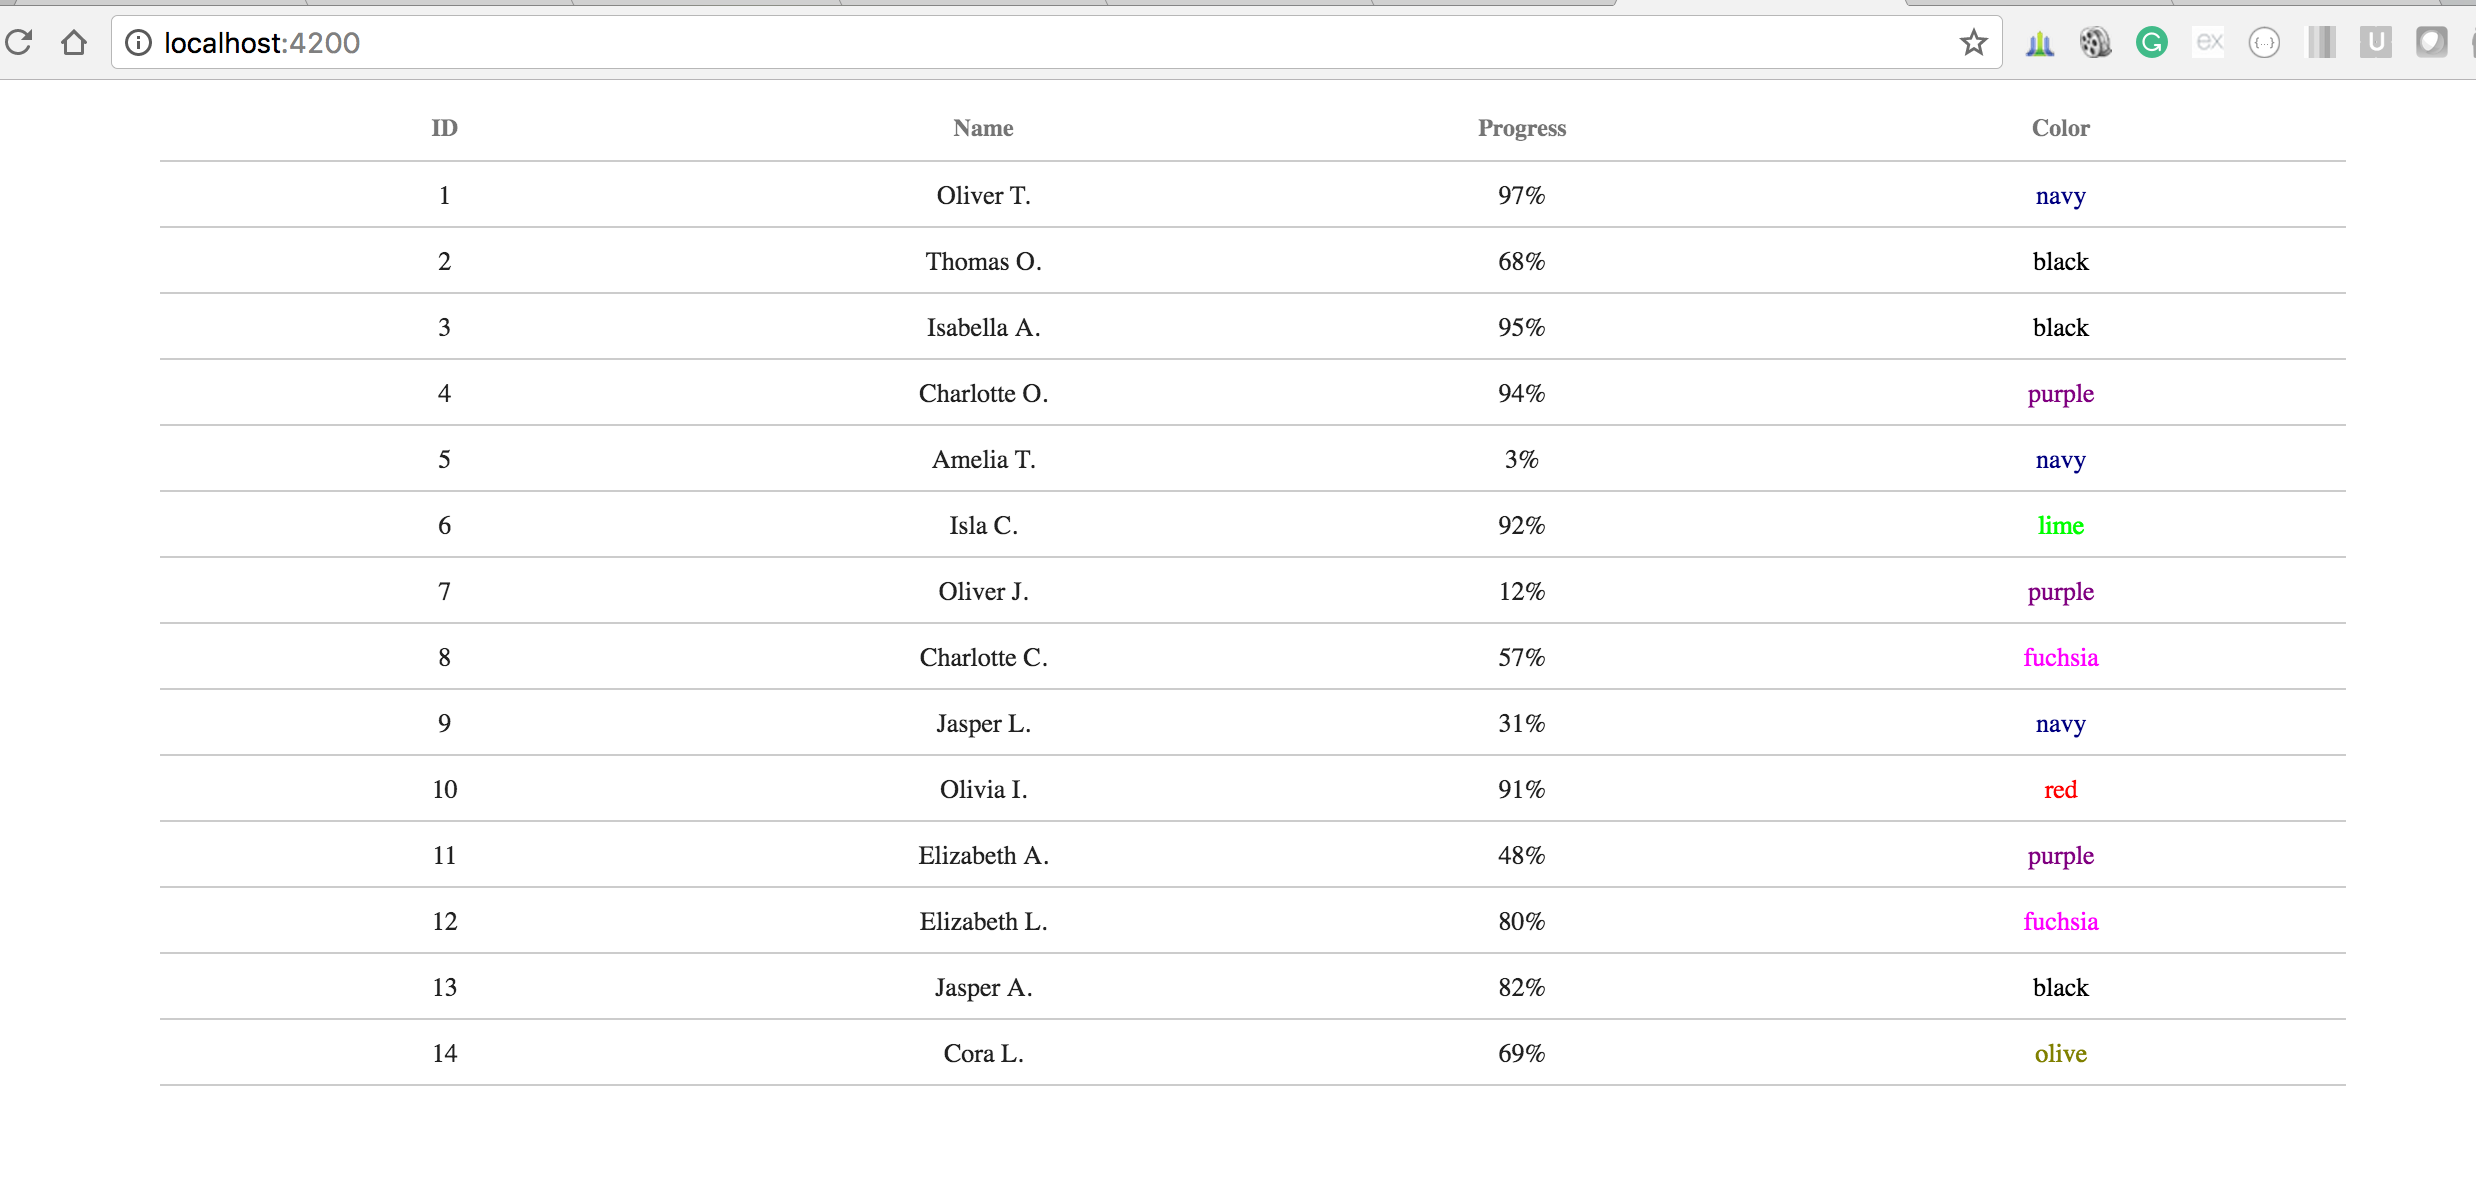 localhost:4200
G ex {...} U
ID Name Progress Color
1 Oliver T. 97% navy
2 Thomas O. 68% black
3 Isabella A. 95% black
4 Charlotte O. 94% purple
5 Amelia T. 3% navy
6 Isla C. 92% lime
7 Oliver J. 12% purple
8 Charlotte C. 57% fuchsia
9 Jasper L. 31% navy
10 Olivia I. 91% red
11 Elizabeth A. 48% purple
12 Elizabeth L. 80% fuchsia
13 Jasper A. 82% black
14 Cora L. 69% olive